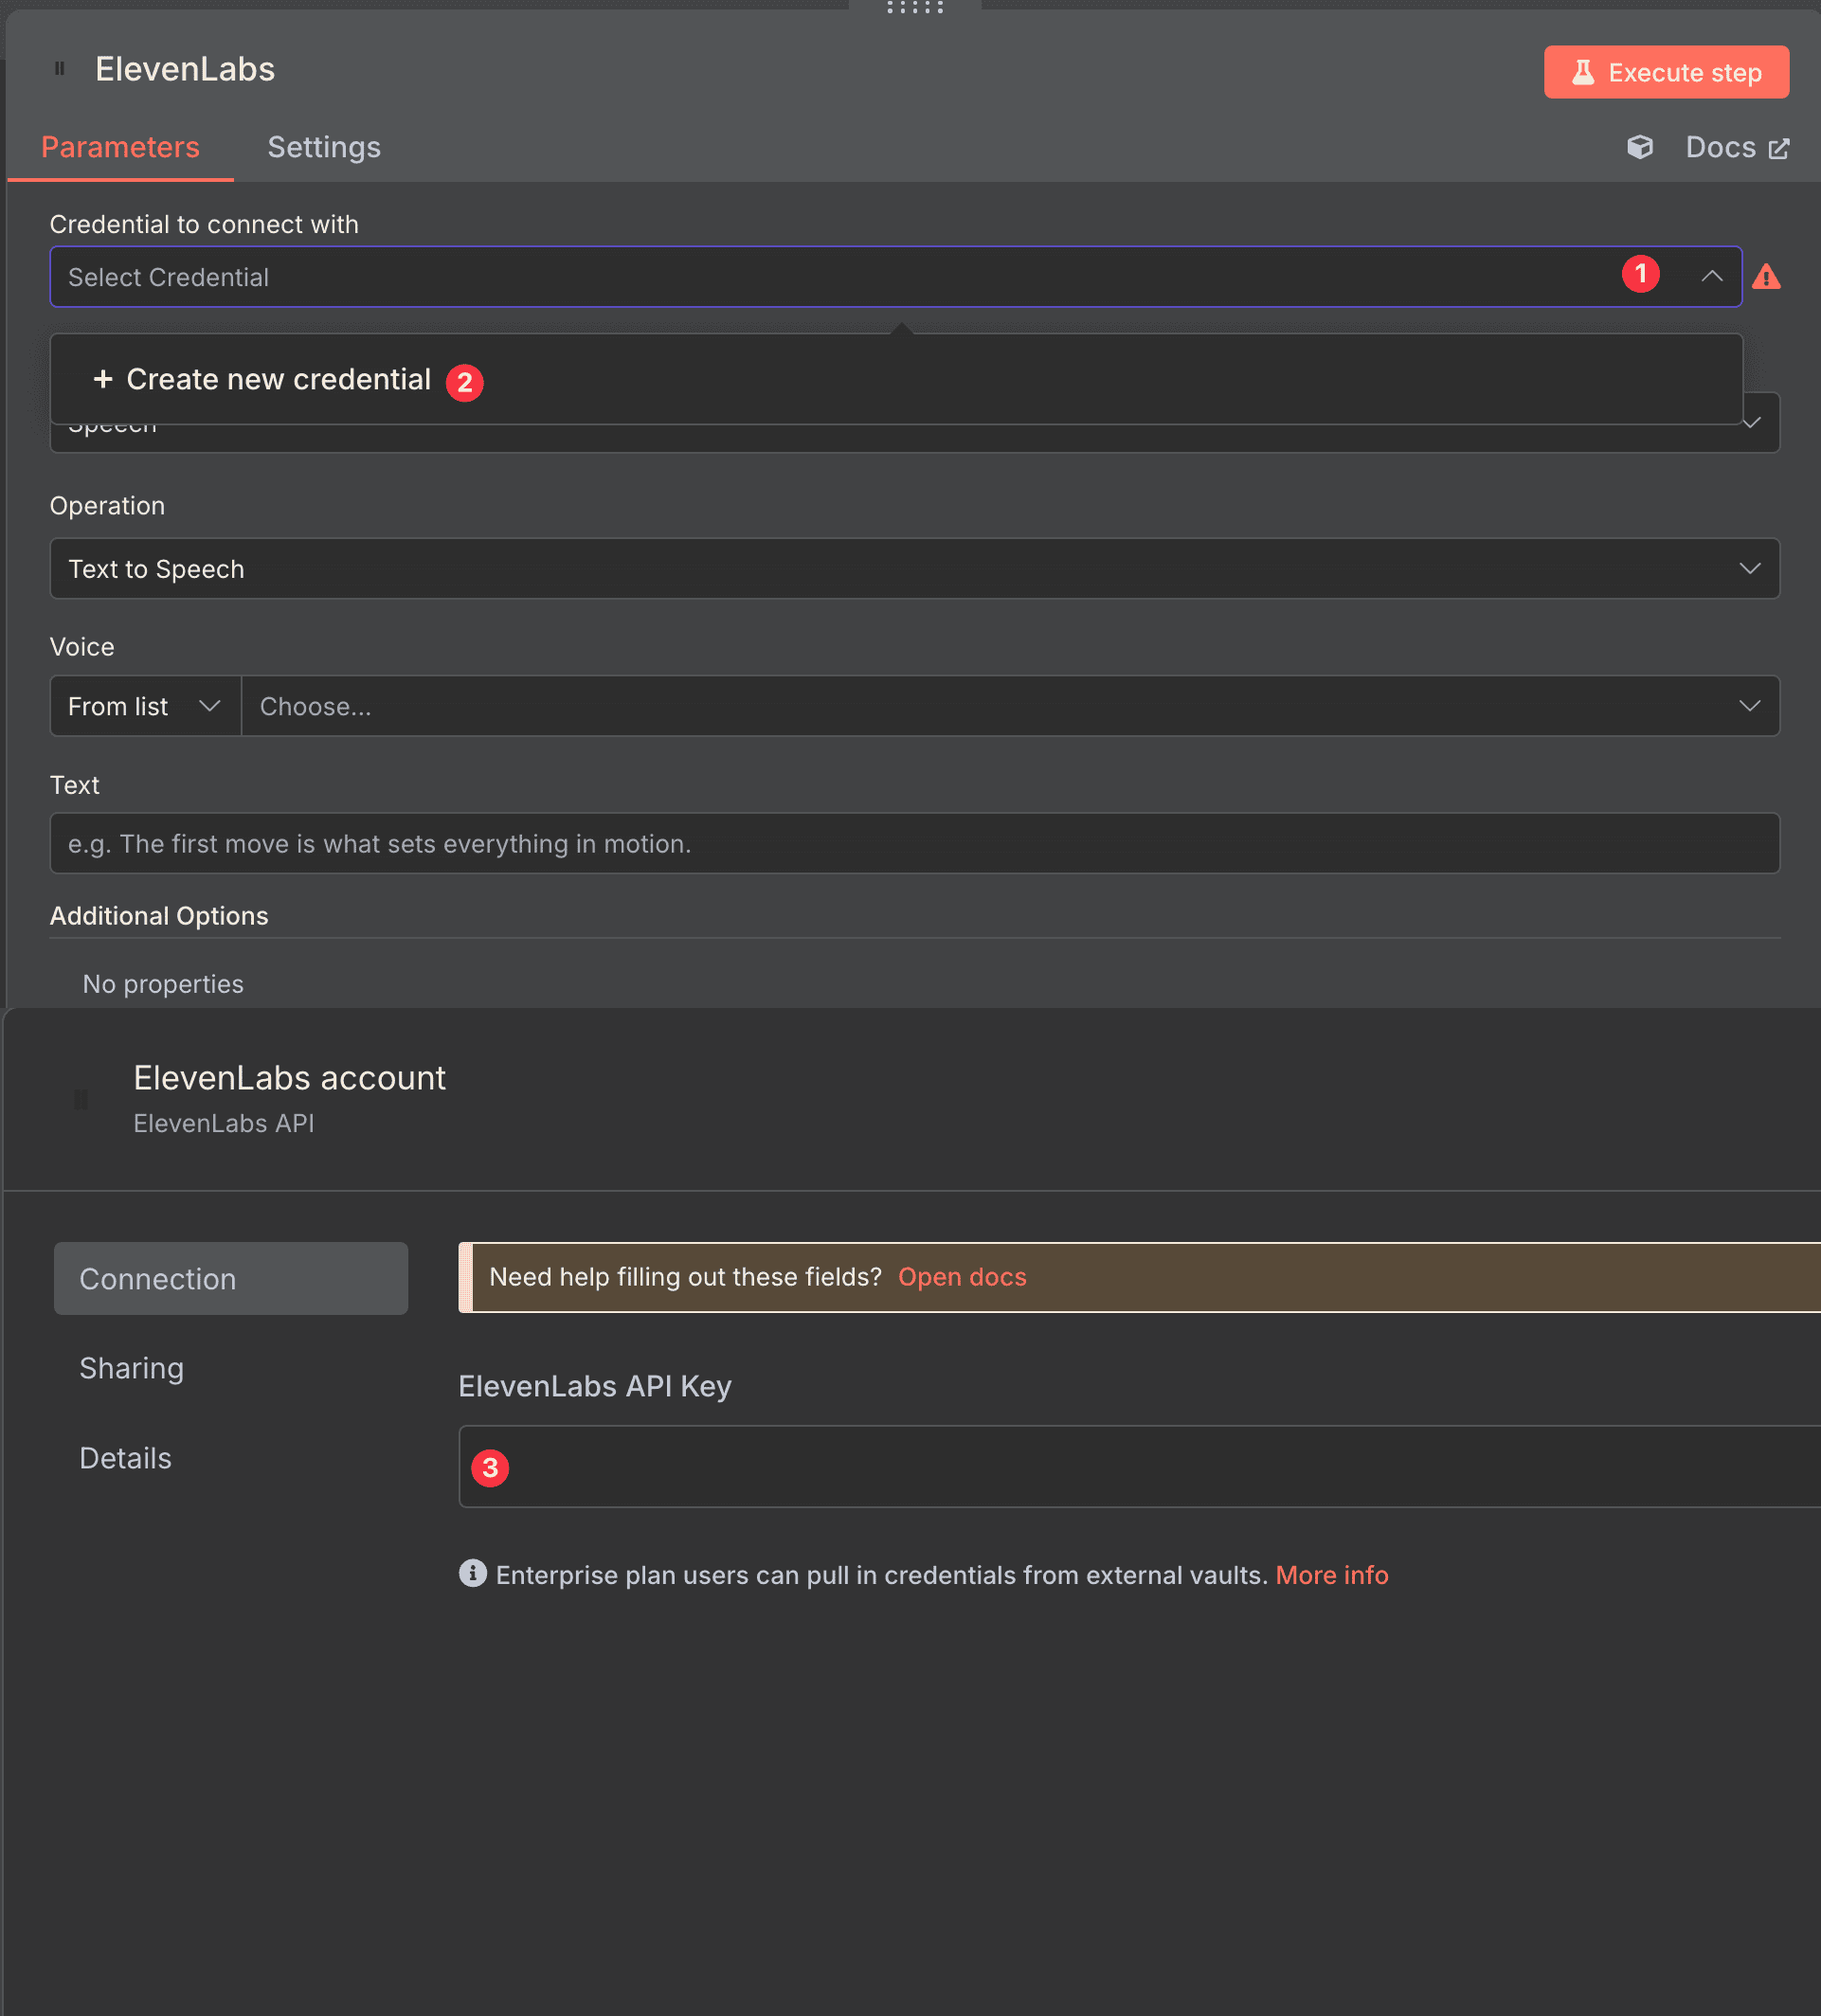 ElevenLabs
Execute step
Parameters
Settings
Docs
Credential to connect with
Select Credential
1
+ Create new credential
2
Speech
Operation
Text to Speech
Voice
From list
Choose...
Text
e.g. The first move is what sets everything in motion.
Additional Options
No properties
ElevenLabs account
ElevenLabs API
Connection
Need help filling out these fields? Open docs
Sharing
ElevenLabs API Key
Details
3
Enterprise plan users can pull in credentials from external vaults. More info